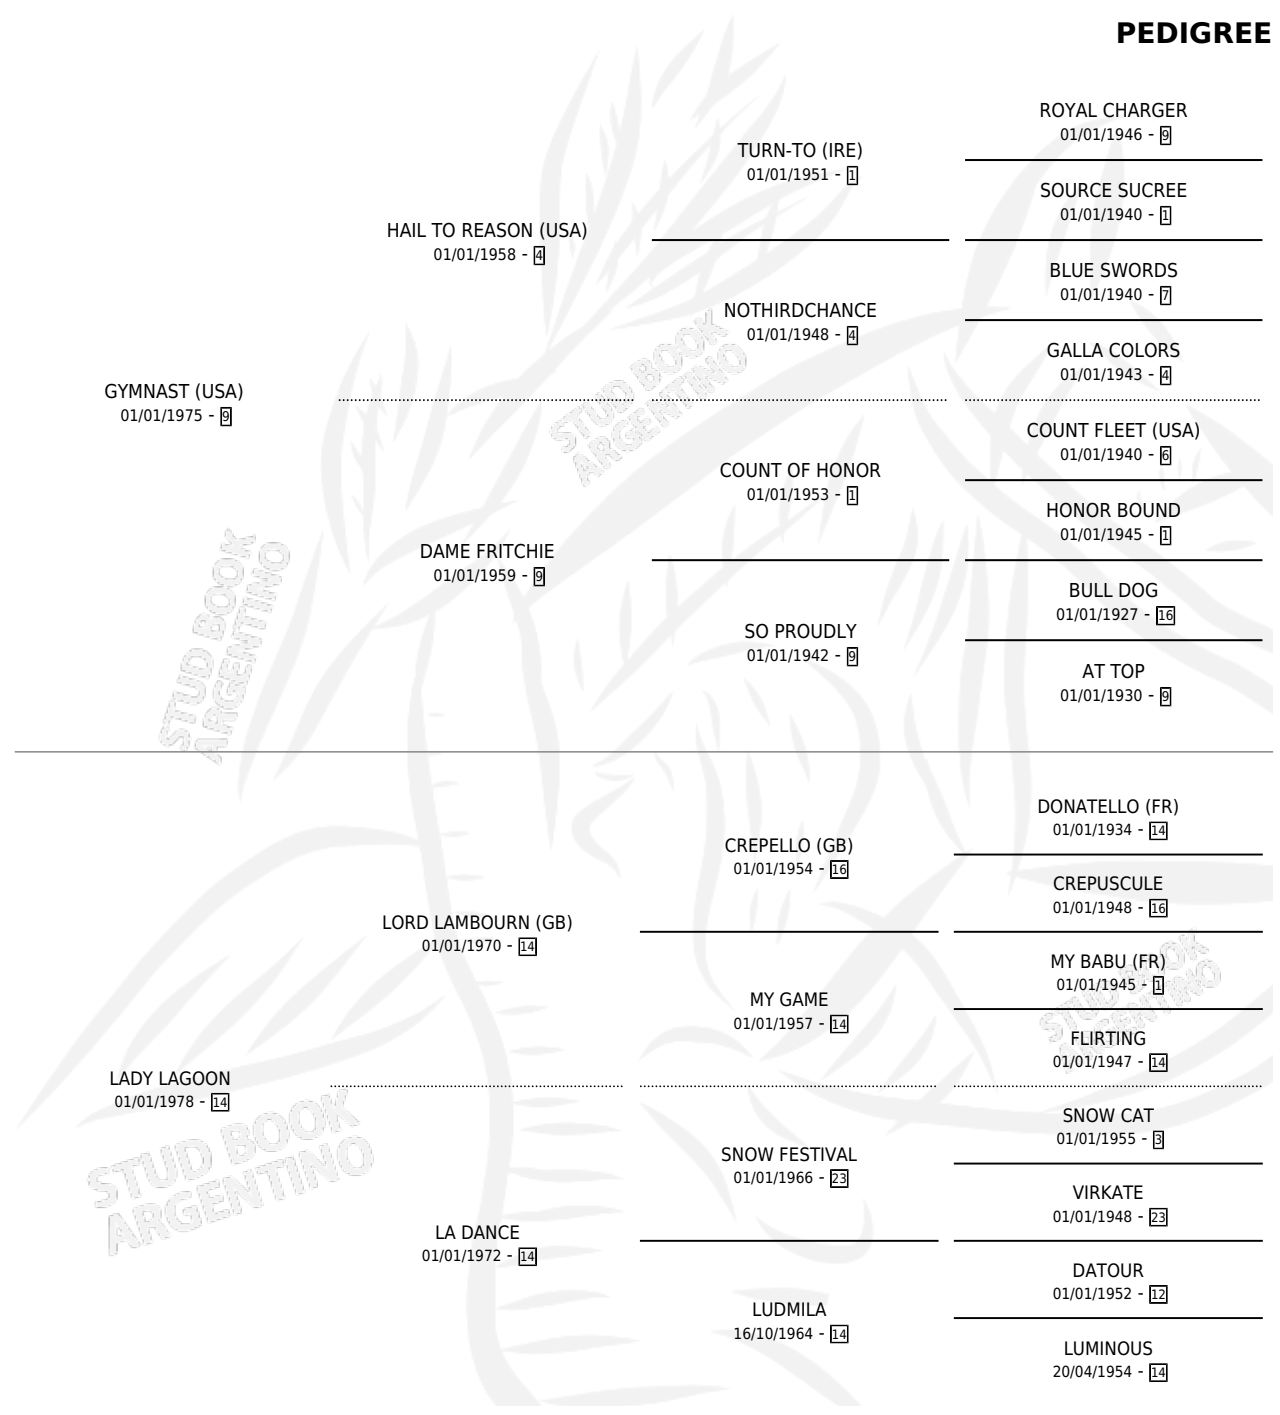 PEDIGREE
ROYAL CHARGER
01/01/1946 - 9
TURN-TO (IRE)
01/01/1951 - 1
SOURCE SUCREE
01/01/1940 - 1
HAIL TO REASON (USA)
01/01/1958 - 4
BLUE SWORDS
01/01/1940 - 7
NOTHIRDCHANCE
01/01/1948 - 4
GALLA COLORS
01/01/1943 - 4
GYMNAST (USA)
01/01/1975 - 9
COUNT FLEET (USA)
01/01/1940 - 6
COUNT OF HONOR
01/01/1953 - 1
HONOR BOUND
01/01/1945 - 1
DAME FRITCHIE
01/01/1959 - 9
BULL DOG
01/01/1927 - 16
SO PROUDLY
01/01/1942 - 9
AT TOP
01/01/1930 - 9
DONATELLO (FR)
01/01/1934 - 14
CREPELLO (GB)
01/01/1954 - 16
CREPUSCULE
01/01/1948 - 16
LORD LAMBOURN (GB)
01/01/1970 - 14
MY BABU (FR)
01/01/1945 - 1
MY GAME
01/01/1957 - 14
FLIRTING
01/01/1947 - 14
LADY LAGOON
01/01/1978 - 14
SNOW CAT
01/01/1955 - 3
SNOW FESTIVAL
01/01/1966 - 23
VIRKATE
01/01/1948 - 23
LA DANCE
01/01/1972 - 14
DATOUR
01/01/1952 - 12
LUDMILA
16/10/1964 - 14
LUMINOUS
20/04/1954 - 14
STUD BOOK
ARGENTINO
STUD BOOK
ARGENTINO
STUD BOOK
ARGENTINO
STUD BOOK
ARGENTINO